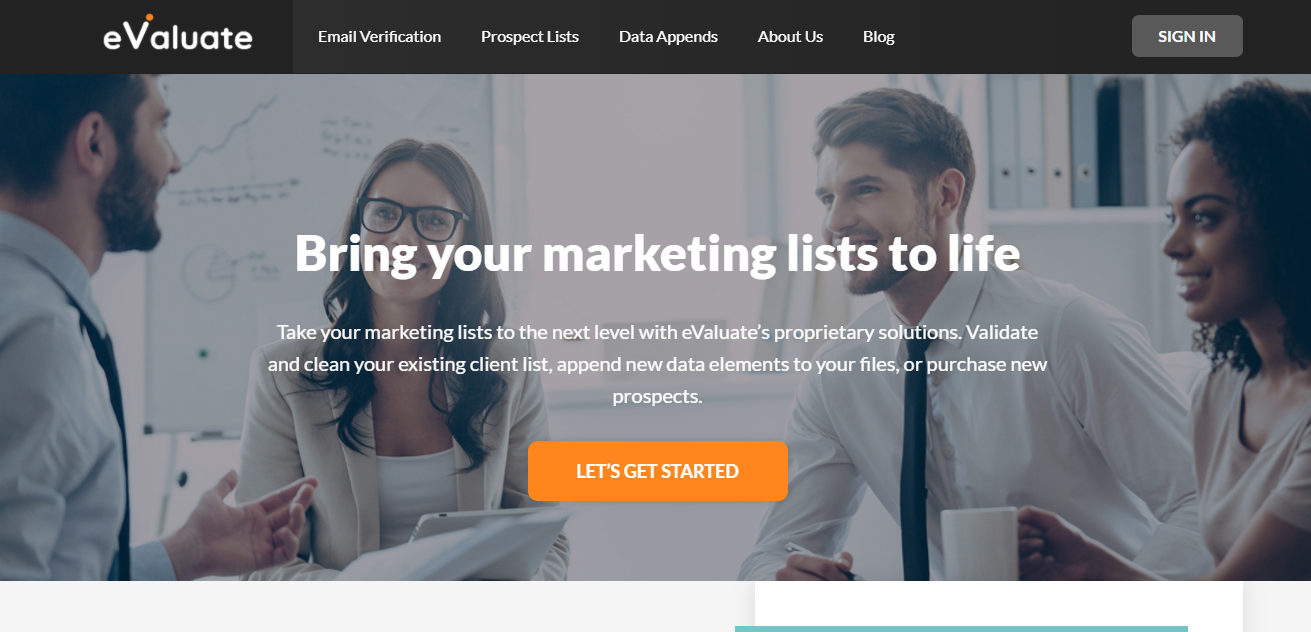 eValuate
Email Verification
Prospect Lists
Data Appends
About Us
Blog
SIGN IN
Bring your marketing lists to life
Take your marketing lists to the next level with eValuate’s proprietary solutions. Validate
and clean your existing client list, append new data elements to your files, or purchase new
prospects.
LET’S GET STARTED